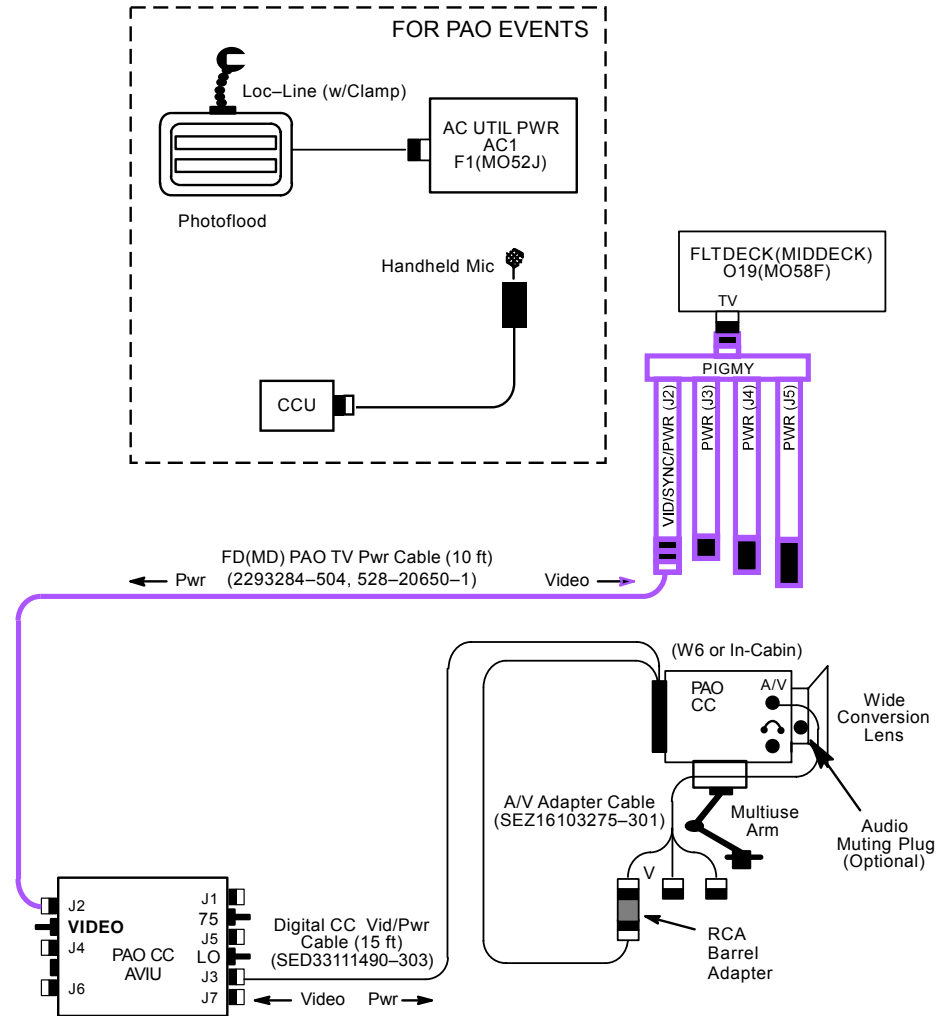 FOR PAO EVENTS
Loc–Line (w/Clamp)
AC UTIL PWR
AC1
F1(MO52J)
Photoflood
Handheld Mic
CCU
FLTDECK(MIDDECK)
O19(MO58F)
TV
PIGMY
VID/SYNC/PWR (J2)
PWR (J3)
PWR (J4)
PWR (J5)
FD(MD) PAO TV Pwr Cable (10 ft)
Pwr (2293284–504, 528–20650–1) Video
(W6 or In-Cabin)
PAO
CC
A/V
Wide
Conversion
Lens
A/V Adapter Cable
(SEZ16103275–301)
Multiuse
Arm
Audio
Muting Plug
(Optional)
V
RCA
Barrel
Adapter
J2
VIDEO
J4
J6
PAO CC
AVIU
J1
75
J5
LO
J3
J7
Digital CC Vid/Pwr
Cable (15 ft)
(SED33111490–303)
Video Pwr